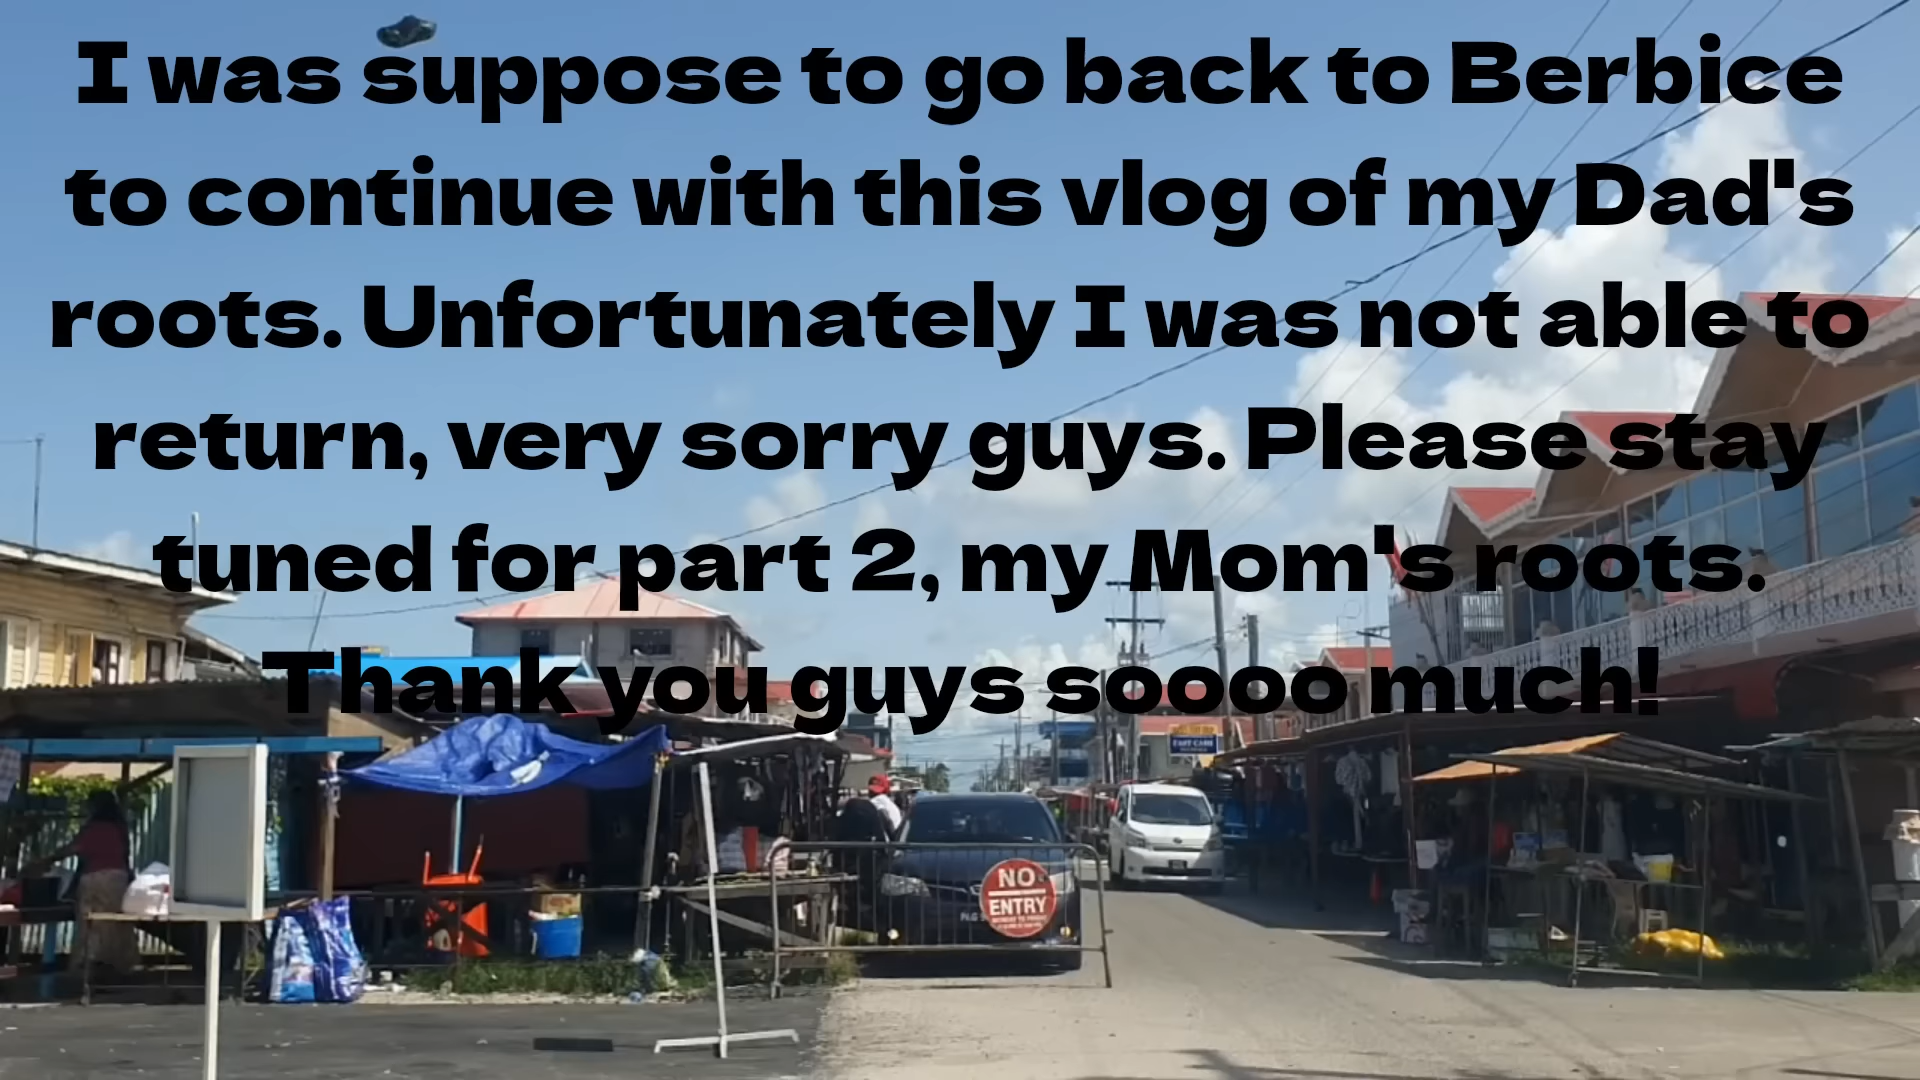 I was suppose to go back to Berbice
to continue with this vlog of my Dad's
roots. Unfortunately I was not able to
return, very sorry guys. Please stay
tuned for part 2, my Mom's roots.
Thank you guys soooo much!
NO
ENTRY